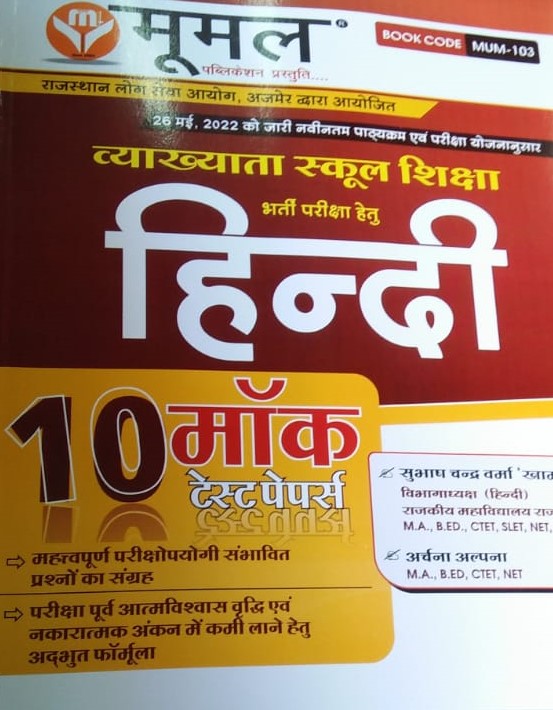 m!
मूमल®
पब्लिकेशन प्रस्तुति....
BOOK CODE MUM-103
राजस्थान लोक सेवा आयोग, अजमेर द्वारा आयोजित
26 मई, 2022 को जारी नवीनतम पाठ्यक्रम एवं परीक्षा योजनानुसार
व्याख्याता स्कूल शिक्षा
भर्ती परीक्षा हेतु
हिन्दी
10 मॉक
टेस्ट पेपर्स
महत्त्वपूर्ण परीक्षोपयोगी संभावित
प्रश्नों का संग्रह
परीक्षा पूर्व आत्मविश्वास वृद्धि एवं
नकारात्मक अंकन में कमी लाने हेतु
अद्‌भुत फॉर्मूला
सुभाष चन्द्र वर्मा
विभागाध्यक्ष (हिन्दी)
राजकीय महाविद्यालय
M.A., B.ED., CTET, SLET, NET,
अर्चना अल्पना
M.A., B.ED, CTET, NET